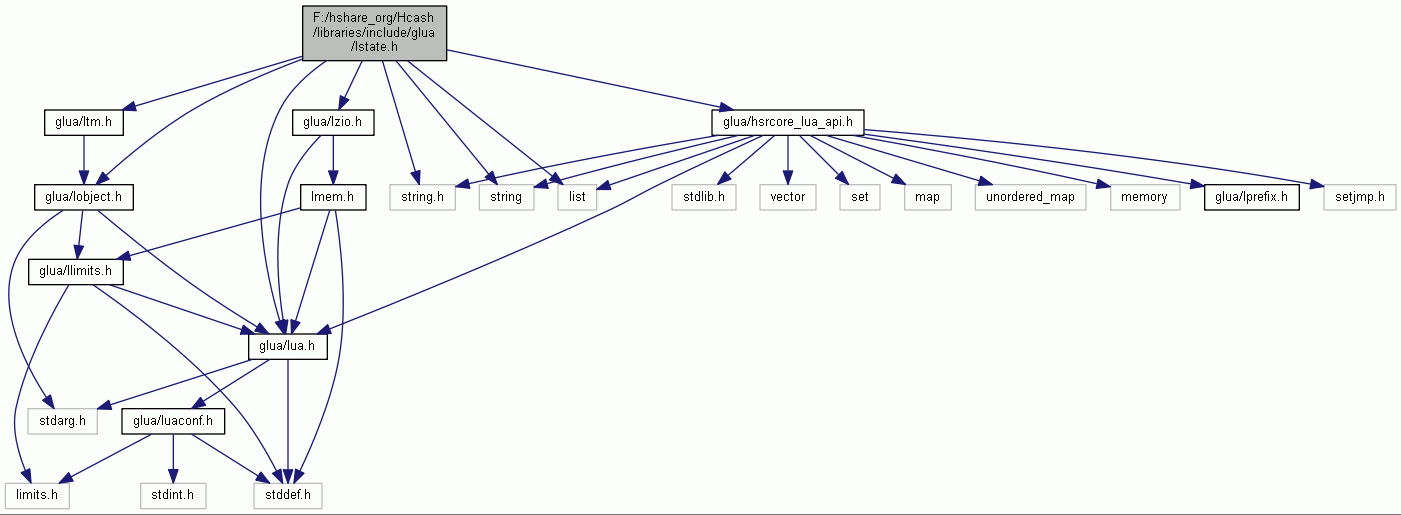 F:/hshare_org/Hcash
/libraries/include/glua
/lstate.h
glua/ltm.h
glua/lzio.h
glua/hsrcore_lua_api.h
glua/lobject.h
lmem.h
string.h
string
list
stdlib.h
vector
set
map
unordered_map
memory
glua/lprefix.h
setjmp.h
glua/llimits.h
glua/lua.h
stdarg.h
glua/luaconf.h
limits.h
stdint.h
stddef.h